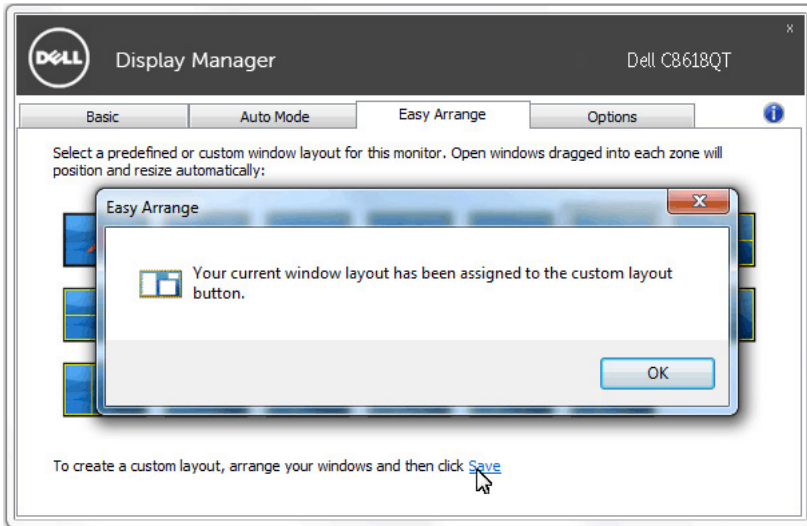 DELL
Display Manager
Dell C8618QT
x
Basic
Auto Mode
Easy Arrange
Options
i
Select a predefined or custom window layout for this monitor. Open windows dragged into each zone will
position and resize automatically:
Easy Arrange
x
Your current window layout has been assigned to the custom layout
button.
OK
To create a custom layout, arrange your windows and then click Save